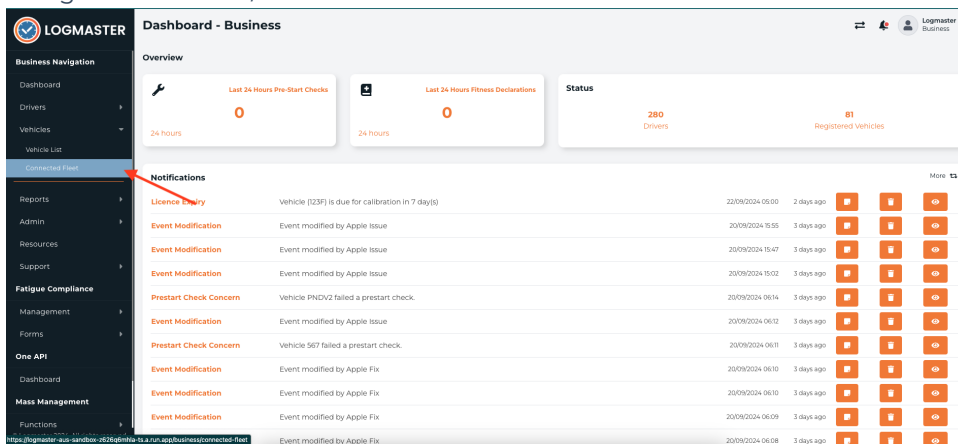 LOGMASTER
Dashboard - Business
Logmaster
Business
Business Navigation
Dashboard
Drivers
Vehicles
Vehicle List
Connected Fleet
Reports
Admin
Resources
Support
Fatigue Compliance
Management
Forms
One API
Dashboard
Mass Management
Functions
https://logmaster-aus-sandbox-z626q6mhla-ts.a.run.app/business/connected-fleet
Overview
Last 24 Hours Pre-Start Checks
0
24 hours
Last 24 Hours Fitness Declarations
0
24 hours
Status
280
Drivers
81
Registered Vehicles
Notifications
More
Licence Expiry Vehicle (123F) is due for calibration in 7 day(s) 22/09/2024 05:00 2 days ago
Event Modification Event modified by Apple Issue 20/09/2024 15:55 3 days ago
Event Modification Event modified by Apple Issue 20/09/2024 15:47 3 days ago
Event Modification Event modified by Apple Issue 20/09/2024 15:02 3 days ago
Prestart Check Concern Vehicle PNDV2 failed a prestart check. 20/09/2024 06:14 3 days ago
Event Modification Event modified by Apple Issue 20/09/2024 06:12 3 days ago
Prestart Check Concern Vehicle 567 failed a prestart check. 20/09/2024 06:11 3 days ago
Event Modification Event modified by Apple Fix 20/09/2024 06:10 3 days ago
Event Modification Event modified by Apple Fix 20/09/2024 06:10 3 days ago
Event Modification Event modified by Apple Fix 20/09/2024 06:09 3 days ago
Event Modification Event modified by Apple Fix 20/09/2024 06:08 3 days ago